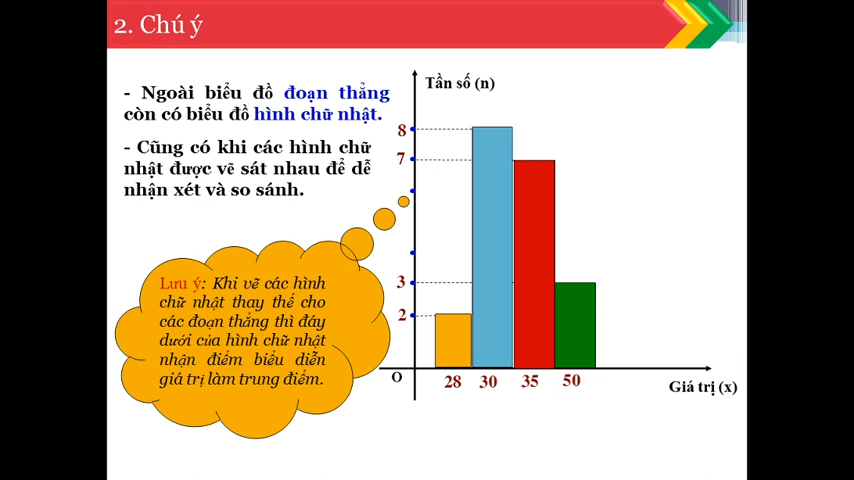 2. Chú ý
- Ngoài biểu đồ đoạn thẳng
còn có biểu đồ hình chữ nhật.
- Cũng có khi các hình chữ
nhật được vẽ sát nhau để dễ
nhận xét và so sánh.
Lưu ý: Khi vẽ các hình
chữ nhật thay thế cho
các đoạn thẳng thì đáy
dưới của hình chữ nhật
nhận điểm biểu diễn
giá trị làm trung điểm.
Tần số (n)
8
7
3
2
O
28 30 35 50
Giá trị (x)